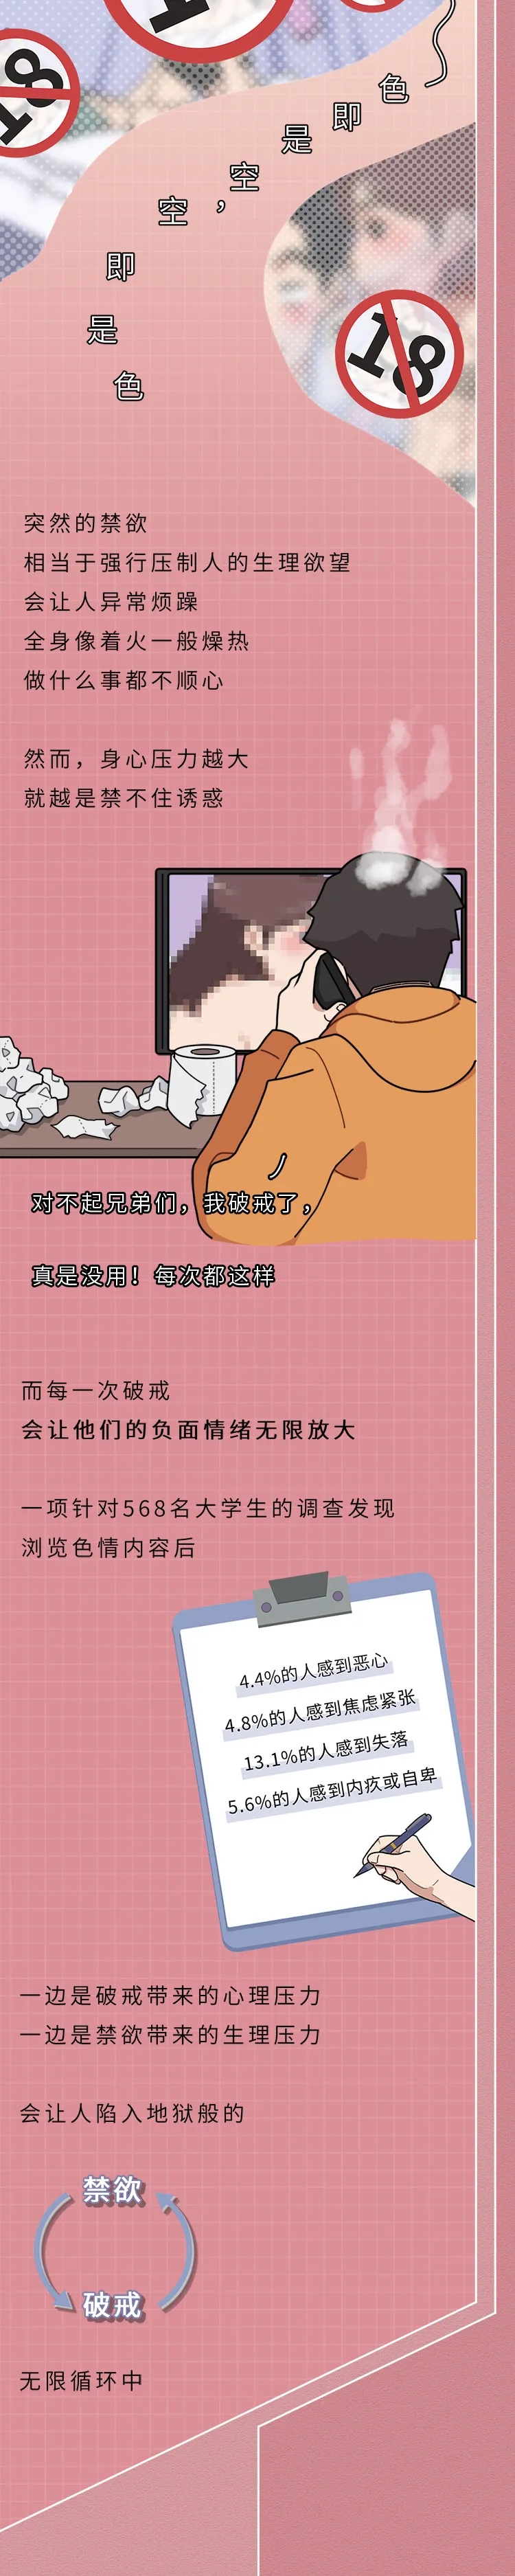 18
18
色即是空，
空即是色
18
突然的禁欲
相当于强行压制人的生理欲望
会让人异常烦躁
全身像着火一般燥热
做什么事都不顺心
然而，身心压力越大
就越是禁不住诱惑
对不起兄弟们，我破戒了，
真是没用！每次都这样
而每一次破戒
会让他们的负面情绪无限放大
一项针对568名大学生的调查发现
浏览色情内容后
4.4%的人感到恶心
4.8%的人感到焦虑紧张
13.1%的人感到失落
5.6%的人感到内疚或自卑
一边是破戒带来的心理压力
一边是禁欲带来的生理压力
会让人陷入地狱般的
禁欲
破戒
无限循环中